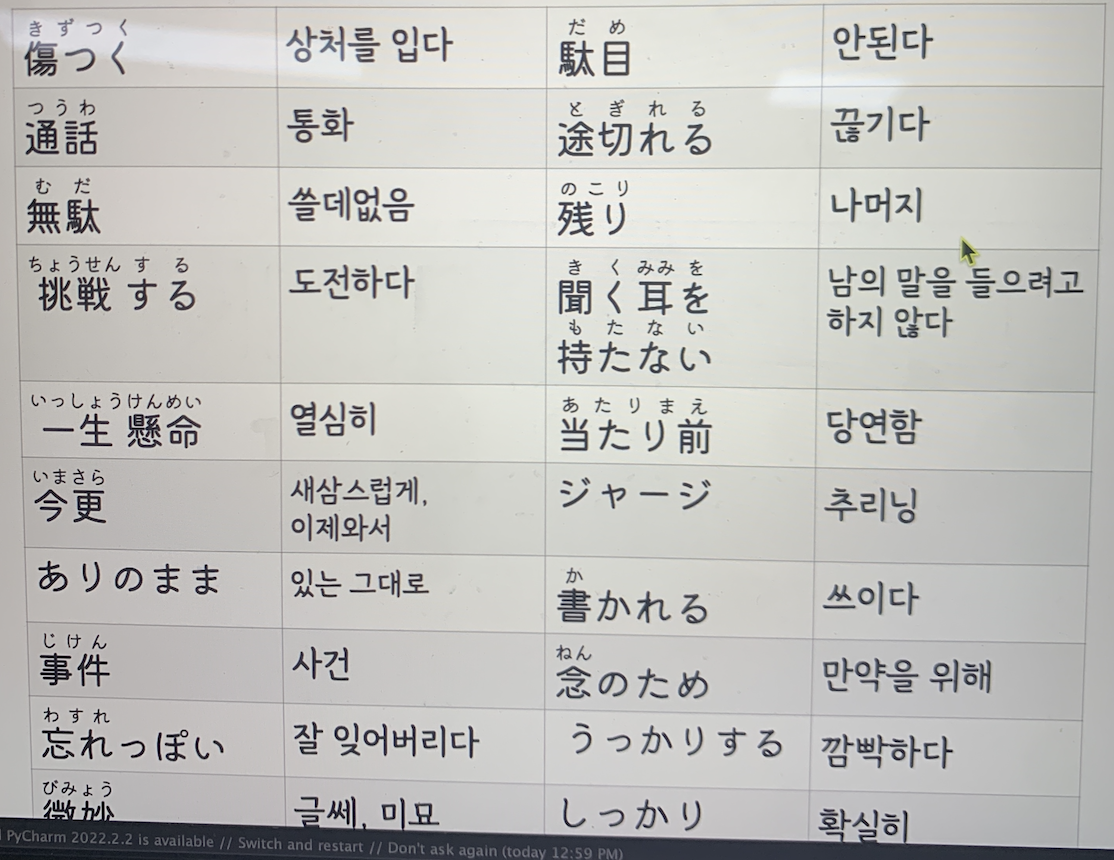 きずつく
傷つく
상처를 입다
だめ
駄目
안된다
つうわ
通話
통화
とぎれる
途切れる
끊기다
むだ
無駄
쓸데없음
のこり
残り
나머지
ちょうせん する
挑戦 する
도전하다
きくみみを
聞く耳を
もたない
持たない
남의 말을 들으려고
하지 않다
いっしょうけんめい
一生 懸命
열심히
あたりまえ
当たり前
당연함
いまさら
今更
새삼스럽게,
이제와서
ジャージ
추리닝
ありのまま
있는 그대로
か
書かれる
쓰이다
じけん
事件
사건
ねん
念のため
만약을 위해
わすれ
忘れっぽい
잘 잊어버리다
うっかりする
깜빡하다
びみょう
微妙
글쎄, 미묘
しっかり
확실히
PyCharm 2022.2.2 is available // Switch and restart // Don't ask again (today 12:59 PM)